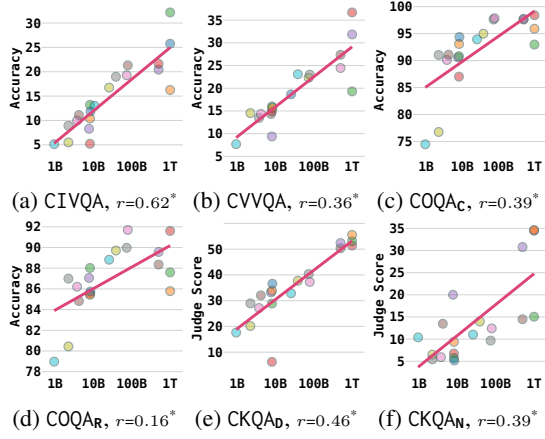 Accuracy
30
25
20
15
10
5
1B 10B 100B 1T
(a) CIVQA, r=0.62*
Accuracy
35
30
25
20
15
10
5
1B 10B 100B 1T
(b) CVVQA, r=0.36*
Accuracy
100
95
90
85
80
75
1B 10B 100B 1T
(c) COQAC, r=0.39*
Accuracy
92
90
88
86
84
82
80
78
1B 10B 100B 1T
(d) COQAR, r=0.16*
Judge Score
50
40
30
20
10
1B 10B 100B 1T
(e) CKQAD, r=0.46*
Judge Score
35
30
25
20
15
10
5
1B 10B 100B 1T
(f) CKQAN, r=0.39*